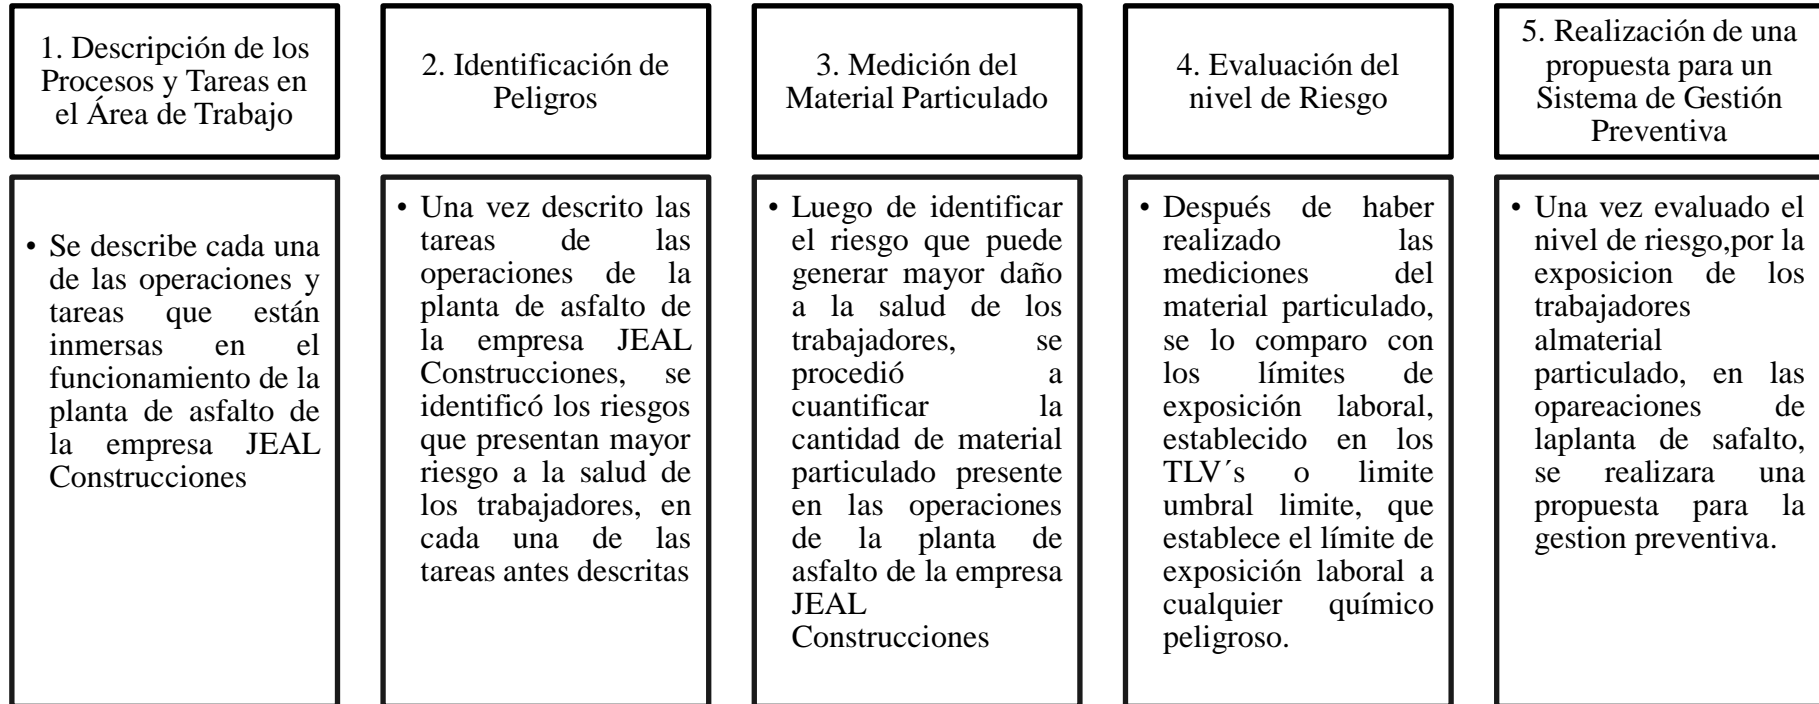 1. Descripción de los
Procesos y Tareas en
el Área de Trabajo
• Se describe cada una
de las operaciones y
tareas que están
inmersas en el
funcionamiento de la
planta de asfalto de
la empresa JEAL
Construcciones
2. Identificación de
Peligros
• Una vez descrito las
tareas de las
operaciones de la
planta de asfalto de
la empresa JEAL
Construcciones, se
identificó los riesgos
que presentan mayor
riesgo a la salud de
los trabajadores, en
cada una de las
tareas antes descritas
3. Medición del
Material Particulado
• Luego de identificar
el riesgo que puede
generar mayor daño
a la salud de los
trabajadores, se
procedió a
cuantificar la
cantidad de material
particulado presente
en las operaciones
de la planta de
asfalto de la empresa
JEAL
Construcciones
4. Evaluación del
nivel de Riesgo
• Después de haber
realizado las
mediciones del
material particulado,
se lo comparo con
los límites de
exposición laboral,
establecido en los
TLV´s o limite
umbral limite, que
establece el límite de
exposición laboral a
cualquier químico
peligroso.
5. Realización de una
propuesta para un
Sistema de Gestión
Preventiva
• Una vez evaluado el
nivel de riesgo,por la
exposicion de los
trabajadores
almaterial
particulado, en las
opareaciones de
laplanta de safalto,
se realizara una
propuesta para la
gestion preventiva.